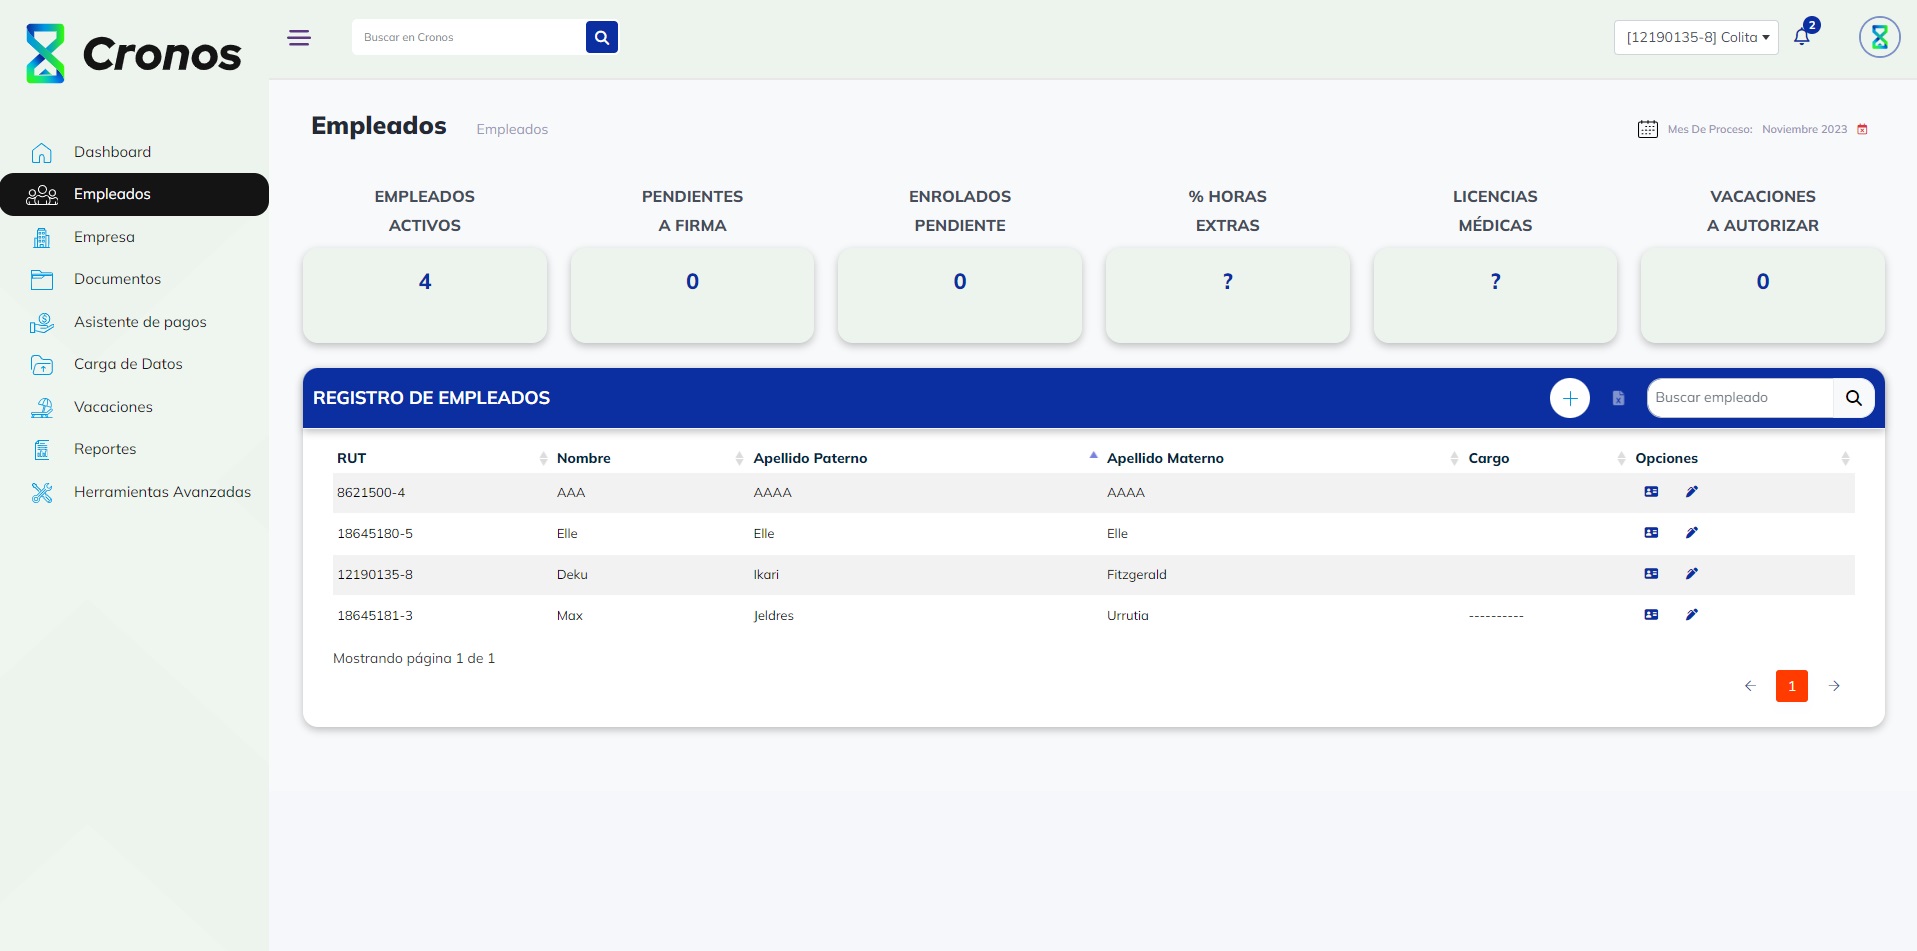 Cronos
Buscar en Cronos
[12190135-8] Colita
2
Dashboard
Empleados
Empresa
Documentos
Asistente de pagos
Carga de Datos
Vacaciones
Reportes
Herramientas Avanzadas
Empleados Empleados
Mes De Proceso: Noviembre 2023
EMPLEADOS ACTIVOS
4
PENDIENTES A FIRMA
0
ENROLADOS PENDIENTE
0
% HORAS EXTRAS
?
LICENCIAS MÉDICAS
?
VACACIONES A AUTORIZAR
0
REGISTRO DE EMPLEADOS
Buscar empleado
RUT Nombre Apellido Paterno Apellido Materno Cargo Opciones
8621500-4 AAA AAAA AAAA
18645180-5 Elle Elle Elle
12190135-8 Deku Ikari Fitzgerald
18645181-3 Max Jeldres Urrutia ----------
Mostrando página 1 de 1
1